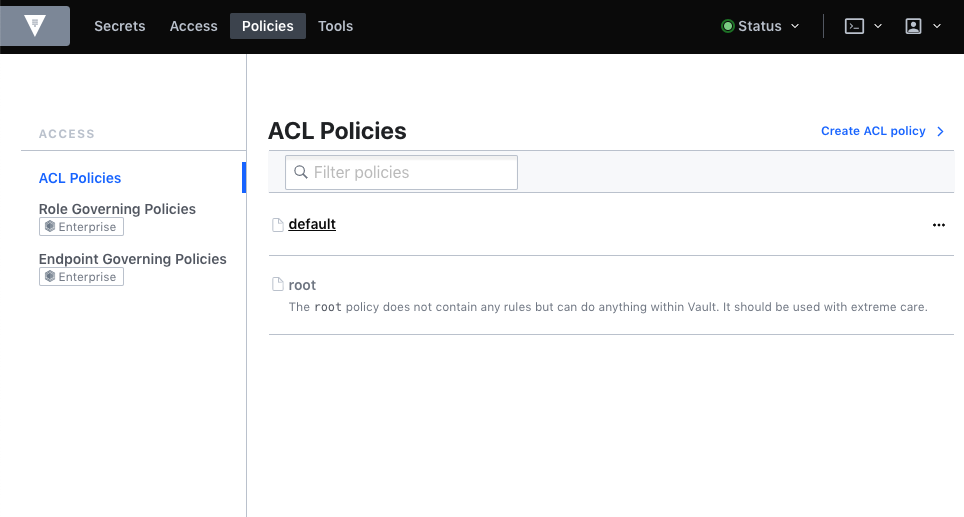 Secrets Access Policies Tools Status
ACCESS
ACL Policies
Role Governing Policies
Enterprise
Endpoint Governing Policies
Enterprise
ACL Policies
Create ACL policy
Filter policies
default
root
The root policy does not contain any rules but can do anything within Vault. It should be used with extreme care.